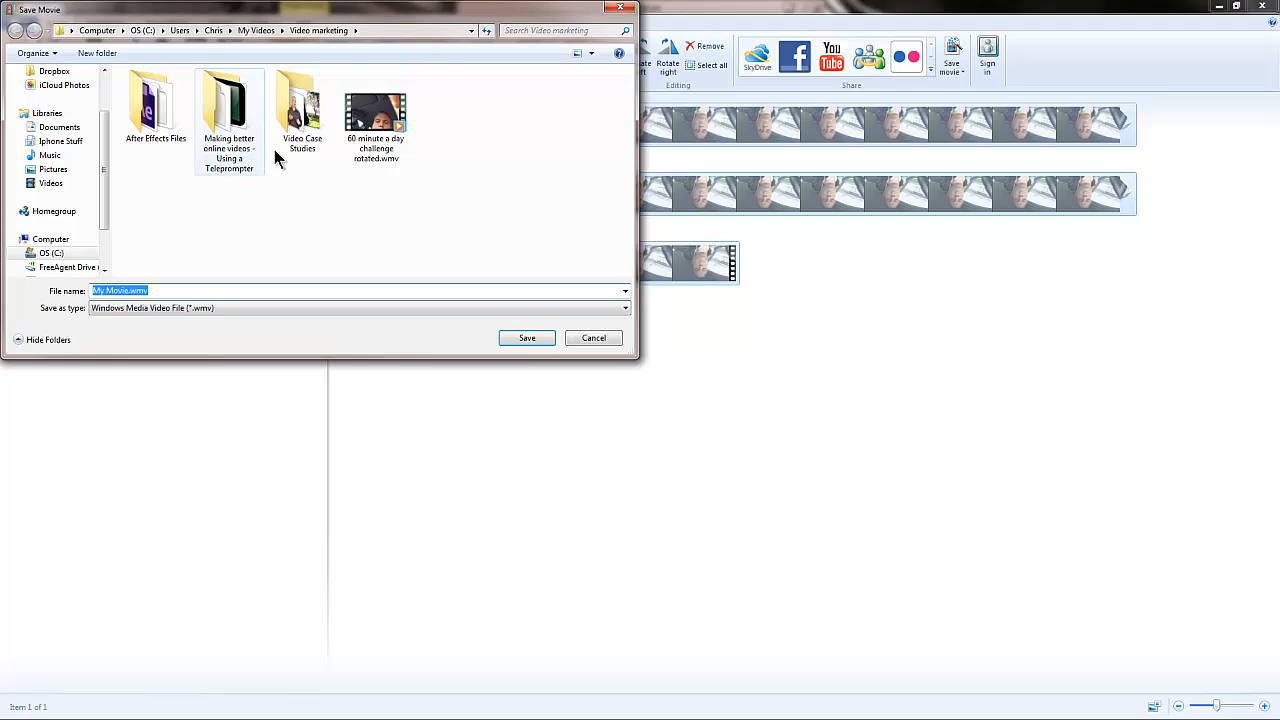 Save Movie
Computer
OS (C:)
Users
Chris
My Videos
Video marketing
Search Video marketing
Organize
New folder
Dropbox
iCloud Photos
Libraries
Documents
Iphone Stuff
Music
Pictures
Videos
Homegroup
Computer
OS (C:)
FreeAgent Drive
After Effects Files
Making better
online videos -
Using a
Teleprompter
Video Case
Studies
60 minute a day
challenge
rotated.wmv
File name:
My Movie.wmv
Save as type:
Windows Media Video File (*.wmv)
Hide Folders
Save
Cancel
Rotate
right
Remove
Select all
Editing
SkyDrive
You
Tube
Share
Save
movie
Sign
in
Item 1 of 1